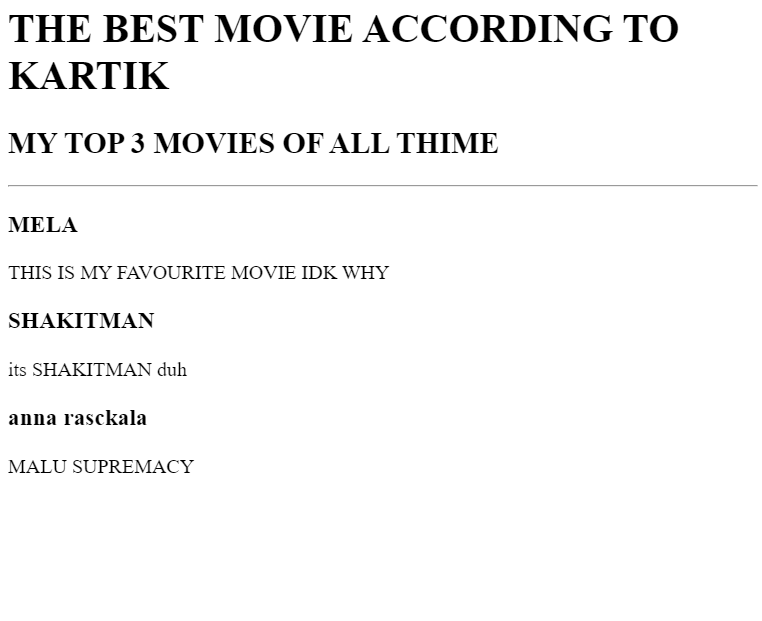 THE BEST MOVIE ACCORDING TO
KARTIK
MY TOP 3 MOVIES OF ALL THIME
MELA
THIS IS MY FAVOURITE MOVIE IDK WHY
SHAKITMAN
its SHAKITMAN duh
anna rasckala
MALU SUPREMACY